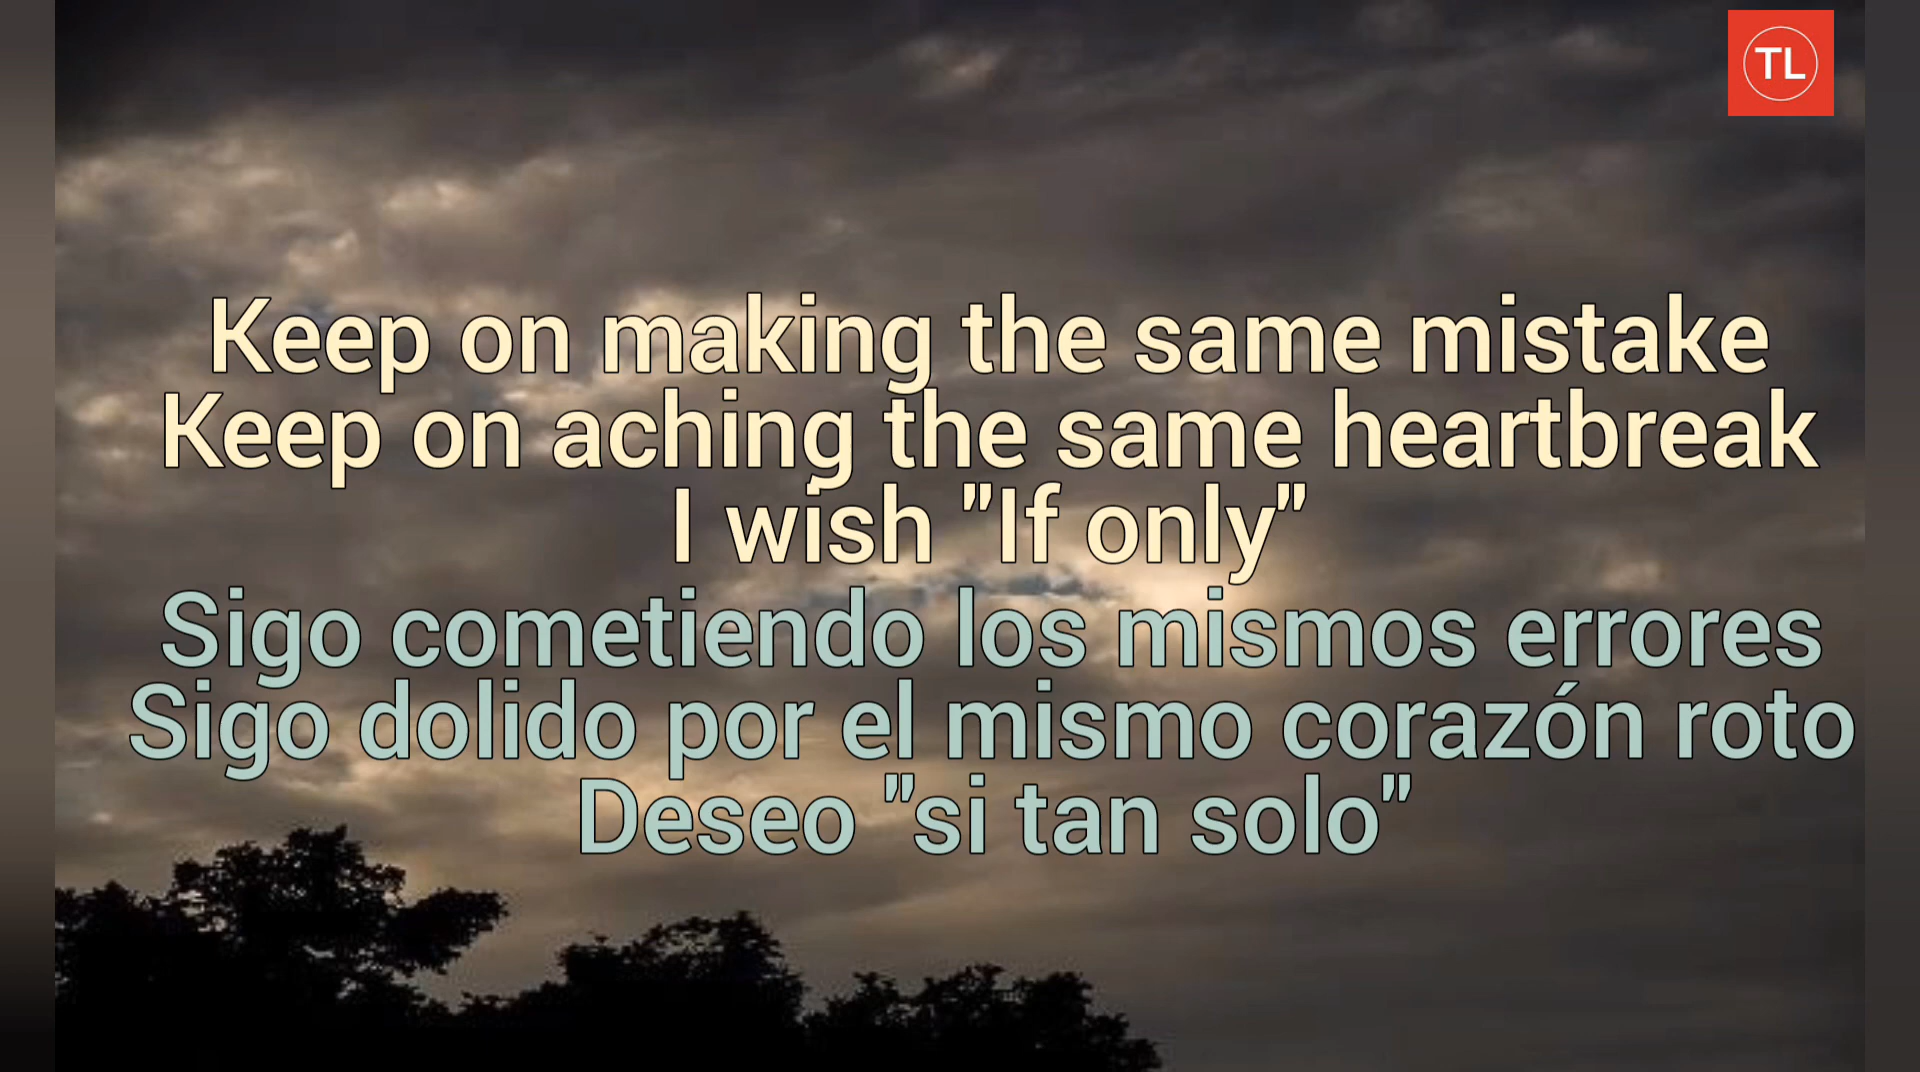 TL
Keep on making the same mistake
Keep on aching the same heartbreak
I wish "If only"
Sigo cometiendo los mismos errores
Sigo dolido por el mismo corazón roto
Deseo "si tan solo"